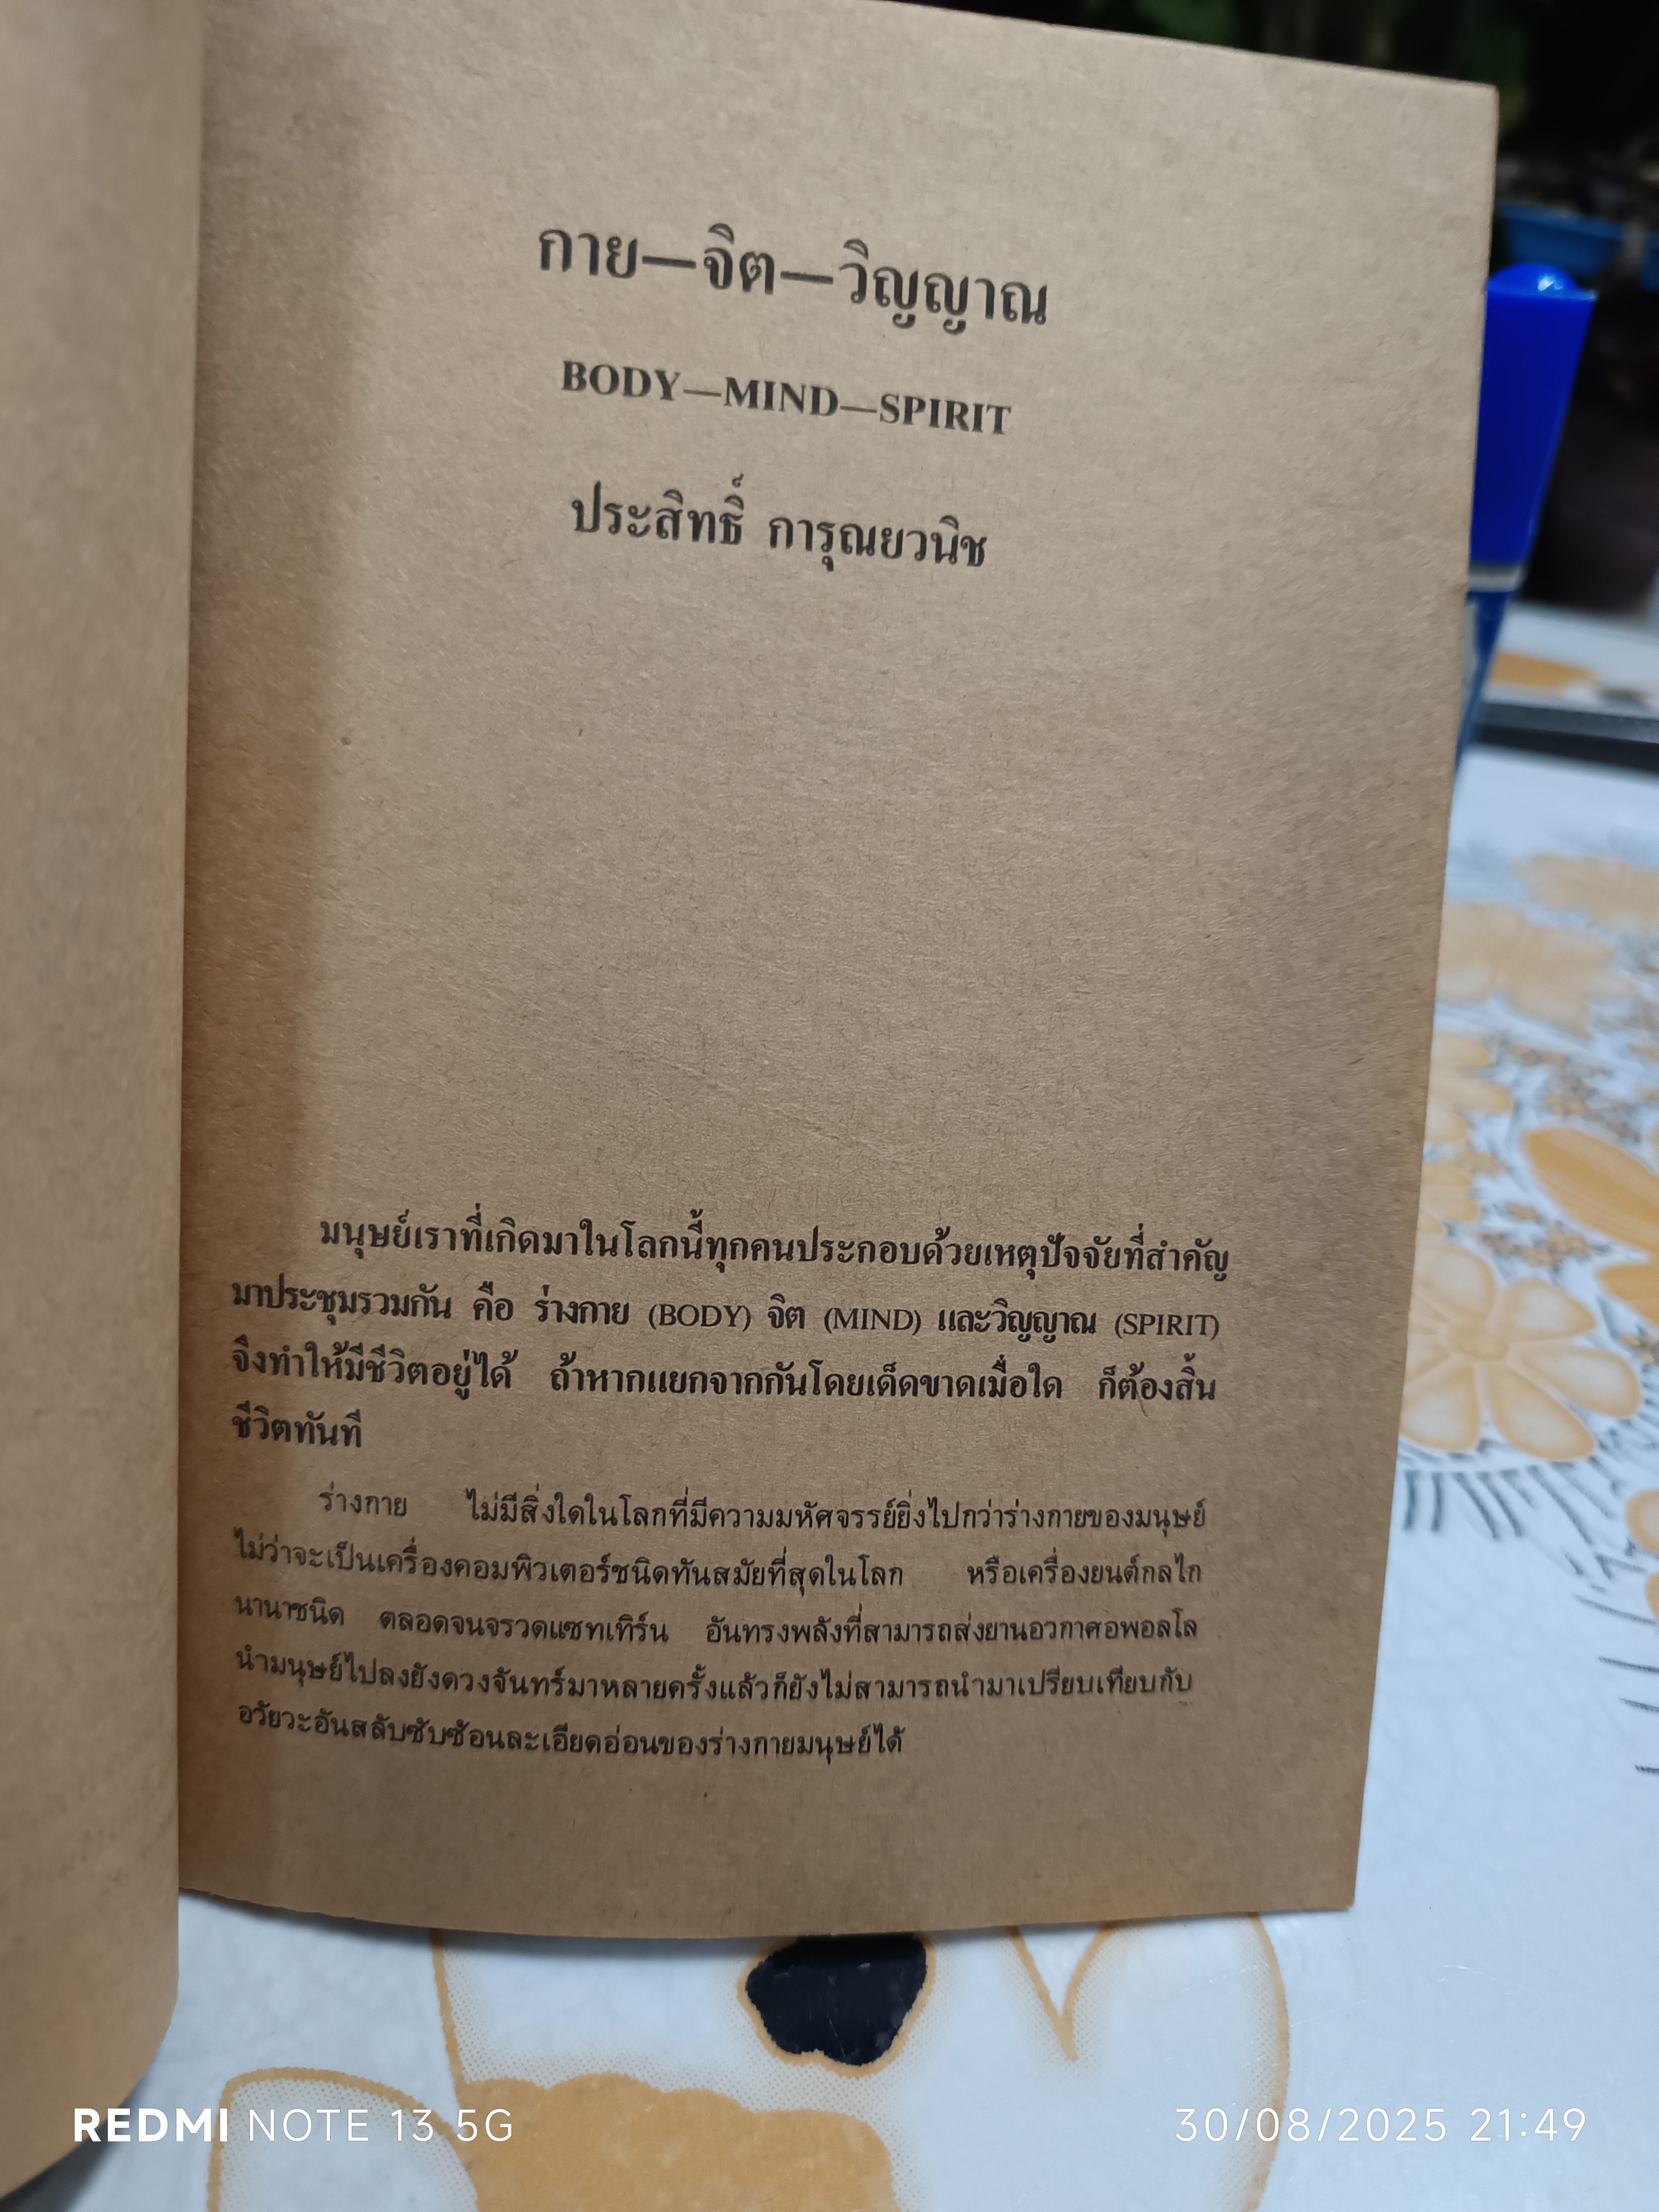 กาย—จิต—วิญญาณ
BODY—MIND—SPIRIT
ประสิทธิ์ การุณยวนิช
มนุษย์เราที่เกิดมาในโลกนี้ทุกคนประกอบด้วยเหตุปัจจัยที่สำคัญ
มาประชุมรวมกัน คือ ร่างกาย (BODY) จิต (MIND) และวิญญาณ (SPIRIT)
จึงทำให้มีชีวิตอยู่ได้ ถ้าหากแยกจากกันโดยเด็ดขาดเมื่อใด ก็ต้องสิ้น
ชีวิตทันที
ร่างกาย ไม่มีสิ่งใดในโลกที่มีความมหัศจรรย์ยิ่งไปกว่าร่างกายของมนุษย์
ไม่ว่าจะเป็นเครื่องคอมพิวเตอร์ชนิดทันสมัยที่สุดในโลก หรือเครื่องยนต์กลไก
นานาชนิด ตลอดจนจรวดแซทเทิร์น อันทรงพลังที่สามารถส่งยานอวกาศอพอลโล
นำมนุษย์ไปลงยังดวงจันทร์มาหลายครั้งแล้วก็ยังไม่สามารถนำมาเปรียบเทียบกับ
อวัยวะอันสลับซับซ้อนละเอียดอ่อนของร่างกายมนุษย์ได้
REDMI NOTE 13 5G
30/08/2025 21:49